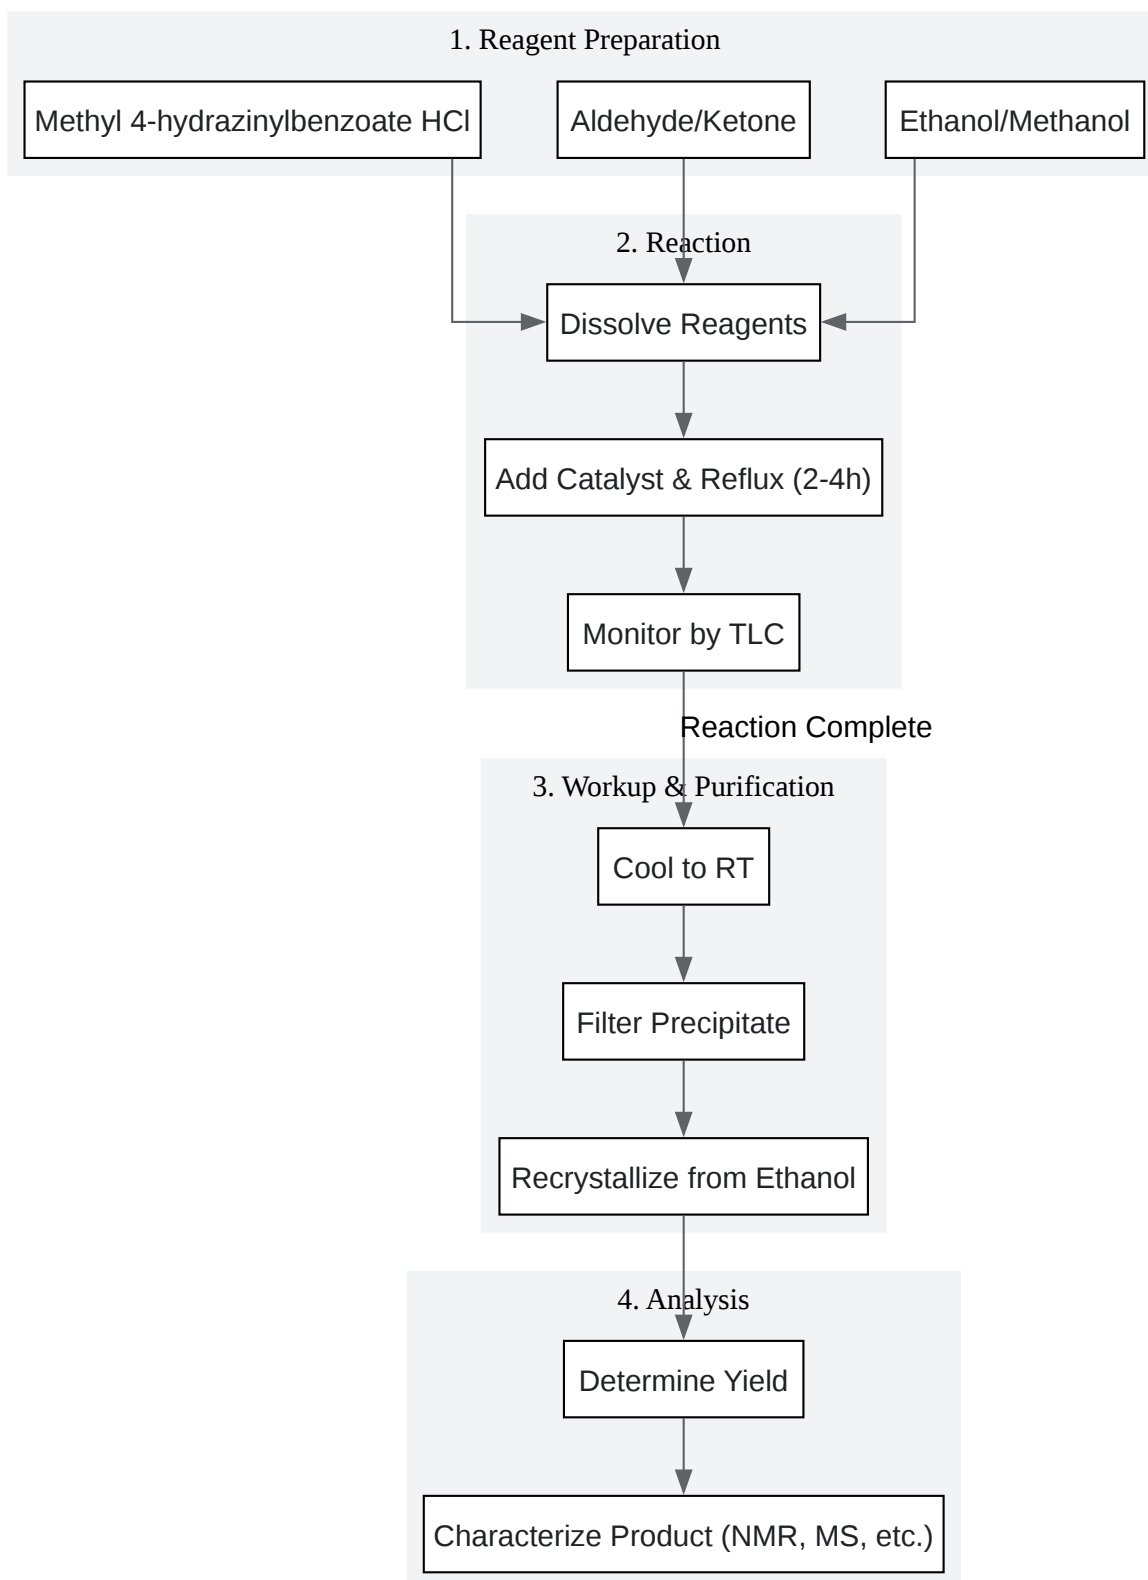 1. Reagent Preparation
Methyl 4-hydrazinylbenzoate HCl
Aldehyde/Ketone
Ethanol/Methanol
2. Reaction
Dissolve Reagents
Add Catalyst & Reflux (2-4h)
Monitor by TLC
Reaction Complete
3. Workup & Purification
Cool to RT
Filter Precipitate
Recrystallize from Ethanol
4. Analysis
Determine Yield
Characterize Product (NMR, MS, etc.)